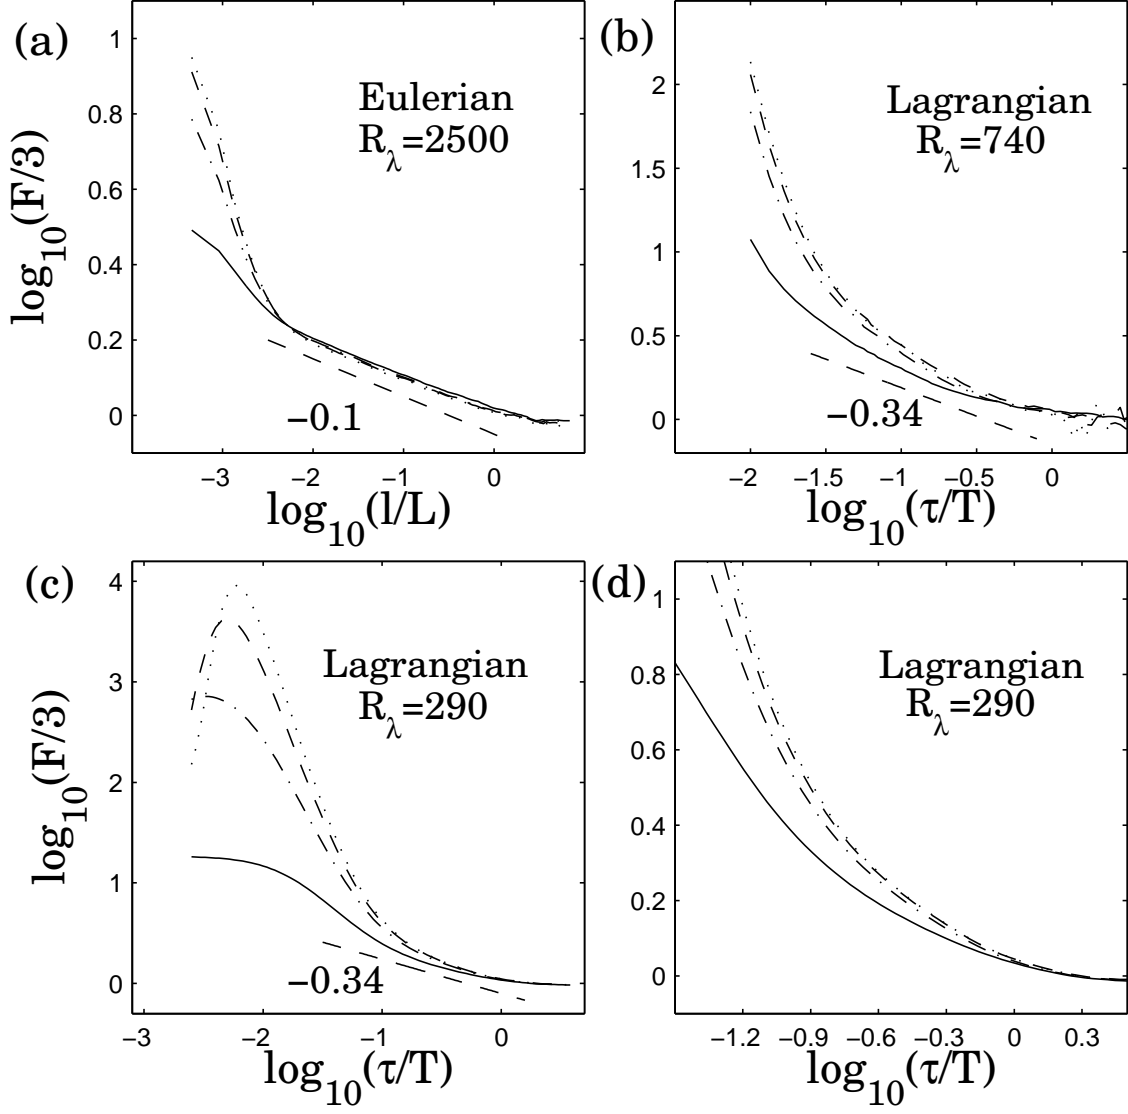 (a)
Eulerian
R_λ=2500
log10(F/3)
1
0.8
0.6
0.4
0.2
0
−0.1
−3
−2
−1
0
log10(l/L)
(b)
Lagrangian
R_λ=740
2
1.5
1
0.5
0
−0.34
−2
−1.5
−1
−0.5
0
log10(τ/T)
(c)
Lagrangian
R_λ=290
log10(F/3)
4
3
2
1
0
−0.34
−3
−2
−1
0
log10(τ/T)
(d)
Lagrangian
R_λ=290
1
0.8
0.6
0.4
0.2
0
−1.2
−0.9
−0.6
−0.3
0
0.3
log10(τ/T)